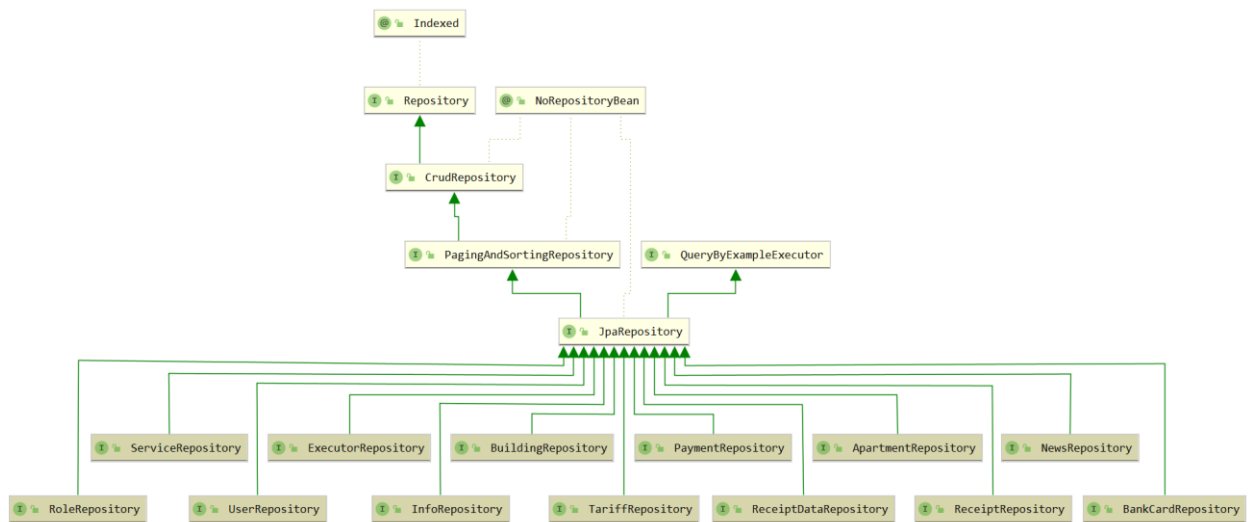 Indexed
Repository
NoRepositoryBean
CrudRepository
PagingAndSortingRepository
QueryByExampleExecutor
JpaRepository
ServiceRepository
ExecutorRepository
BuildingRepository
PaymentRepository
ApartmentRepository
NewsRepository
RoleRepository
UserRepository
InfoRepository
TariffRepository
ReceiptDataRepository
ReceiptRepository
BankCardRepository